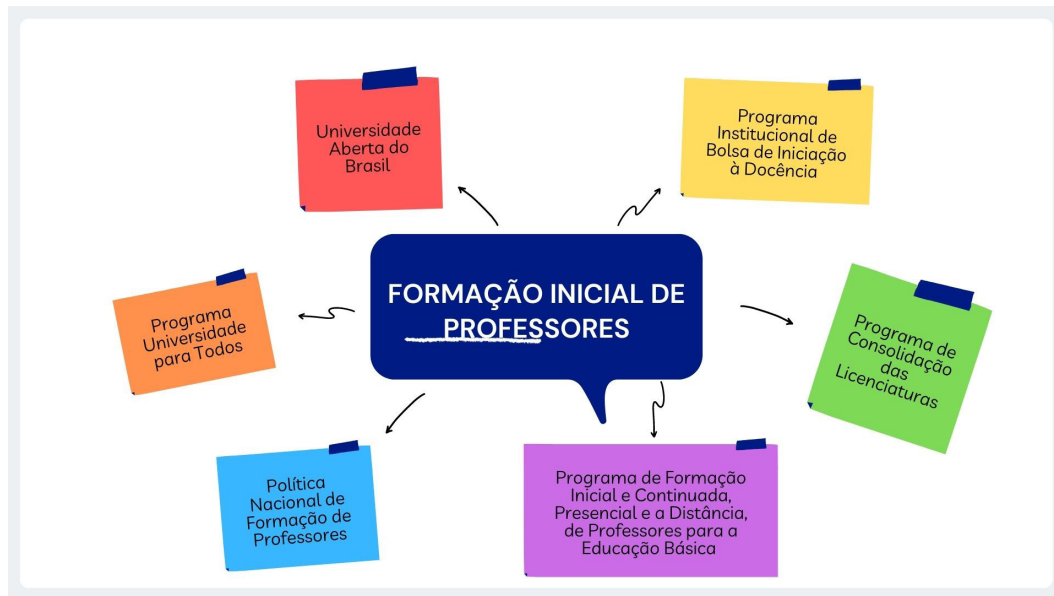 Universidade
Aberta do
Brasil
Programa
Institucional de
Bolsa de Iniciação
à Docência
FORMAÇÃO INICIAL DE
PROFESSORES
Programa
Universidade
para Todos
Programa de
Consolidação
das
Licenciaturas
Política
Nacional de
Formação de
Professores
Programa de Formação
Inicial e Continuada,
Presencial e a Distância,
de Professores para a
Educação Básica